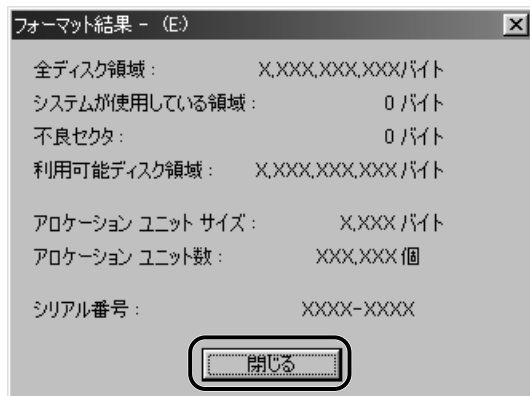 フォーマット結果 - (E:)
全ディスク領域： X,XXX,XXX,XXXバイト
システムが使用している領域： 0 バイト
不良セクタ： 0 バイト
利用可能ディスク領域： X,XXX,XXX,XXX バイト
アロケーション ユニット サイズ： X,XXX バイト
アロケーション ユニット数： XXX,XXX 個
シリアル番号： XXXX-XXXX
閉じる